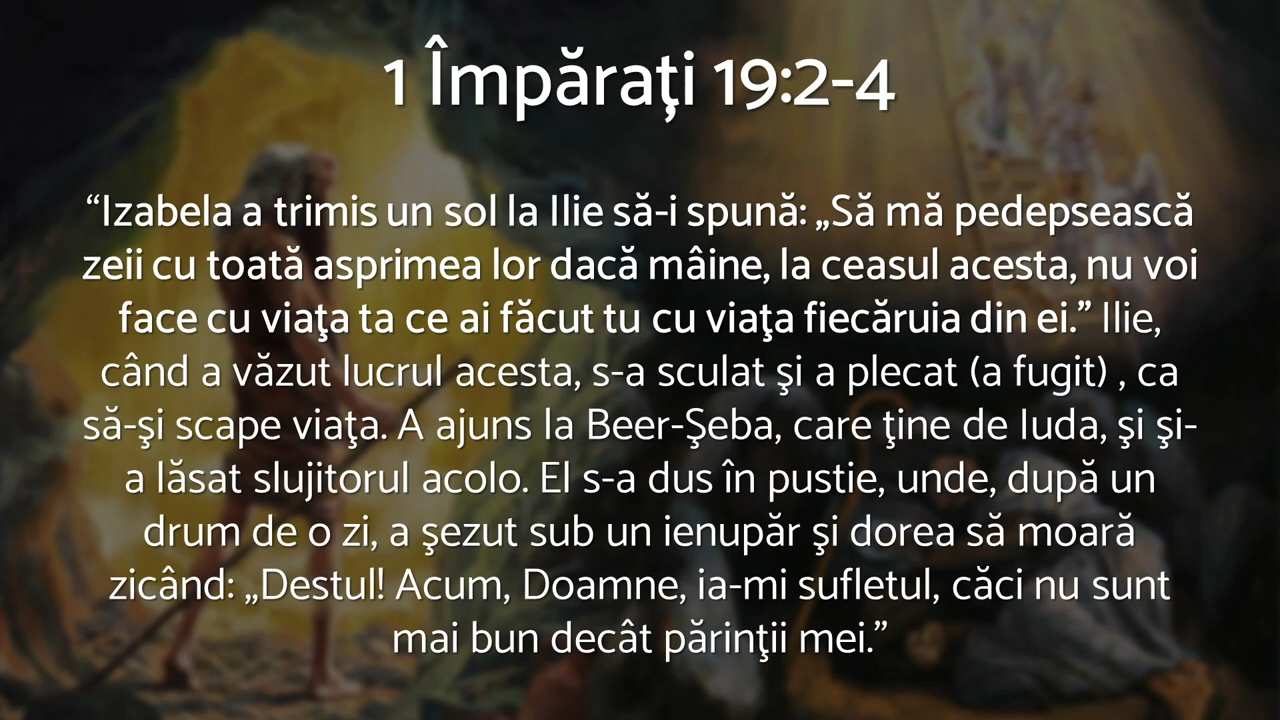 1 Împăraţi 19:2-4
“Izabela a trimis un sol la Ilie să-i spună: „Să mă pedepsească
zeii cu toată asprimea lor dacă mâine, la ceasul acesta, nu voi
face cu viaţa ta ce ai făcut tu cu viaţa fiecăruia din ei.” Ilie,
când a văzut lucrul acesta, s-a sculat şi a plecat (a fugit) , ca
să-şi scape viaţa. A ajuns la Beer-Şeba, care ţine de Iuda, şi şi-
a lăsat slujitorul acolo. El s-a dus în pustie, unde, după un
drum de o zi, a şezut sub un ienupăr şi dorea să moară
zicând: „Destul! Acum, Doamne, ia-mi sufletul, căci nu sunt
mai bun decât părinţii mei.”